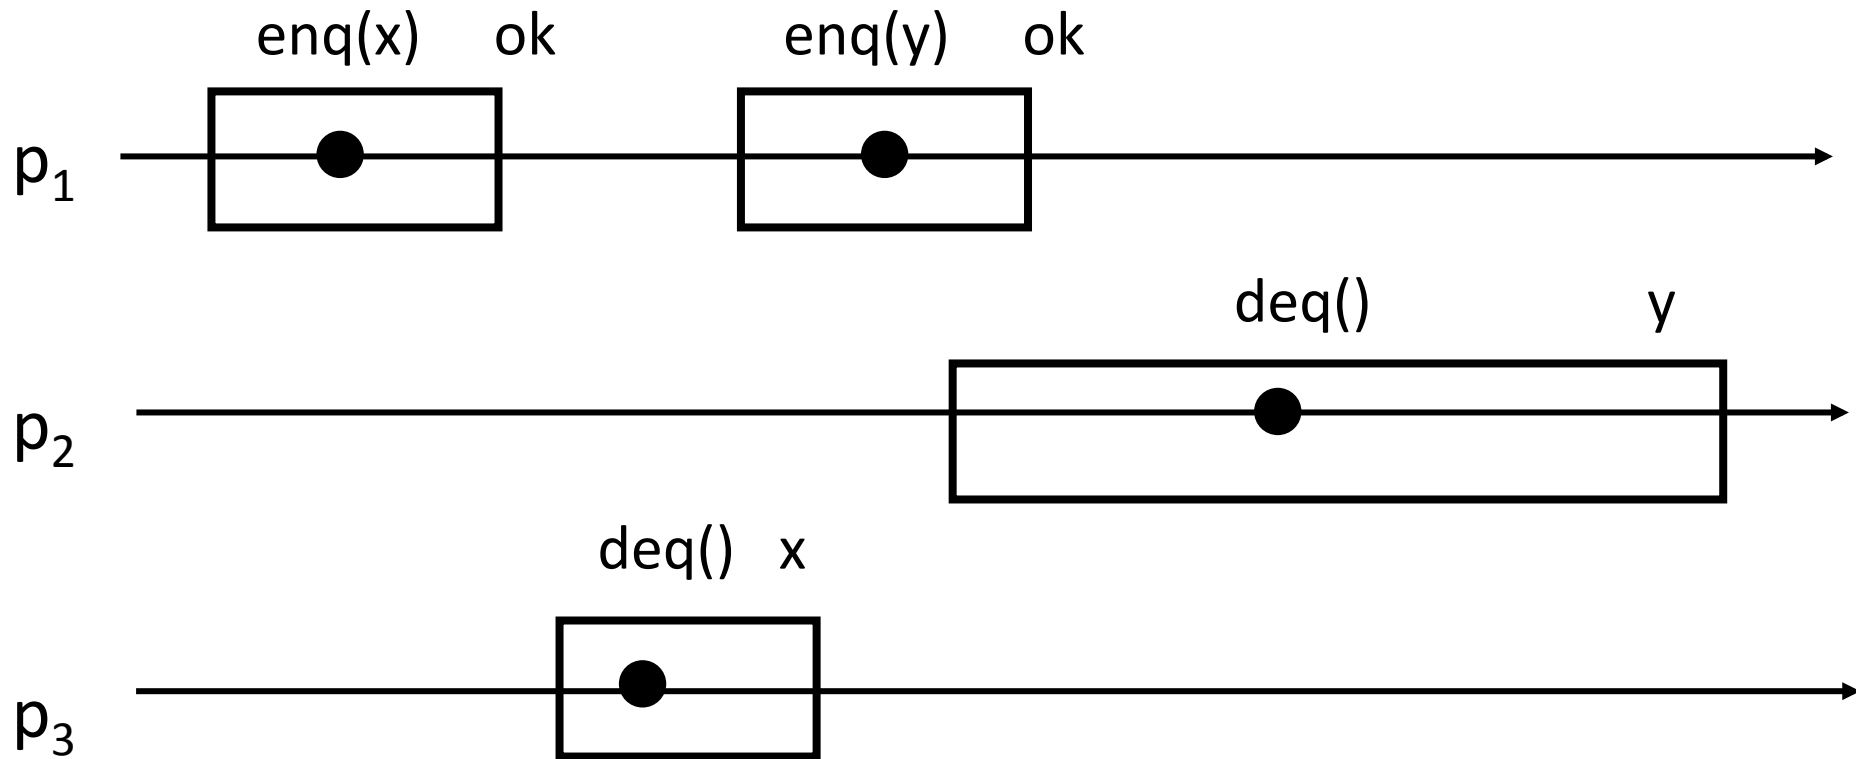 enq(x) ok enq(y) ok
p1
deq() y
p2
deq() x
p3